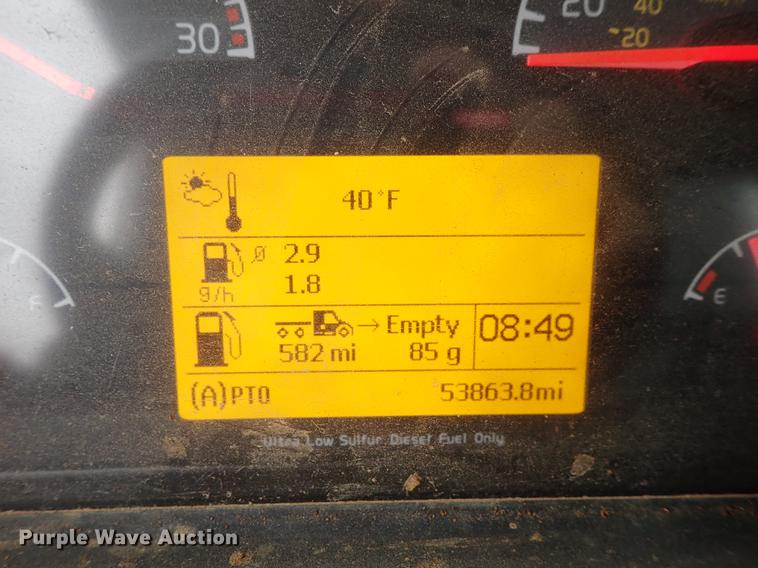 30
20 40
20
40°F
Ø 2.9
g/h 1.8
F
E
→ Empty
08:49
582 mi 85 g
(A) PTO 53863.8mi
Ultra Low Sulfur Diesel Fuel Only
Purple Wave Auction